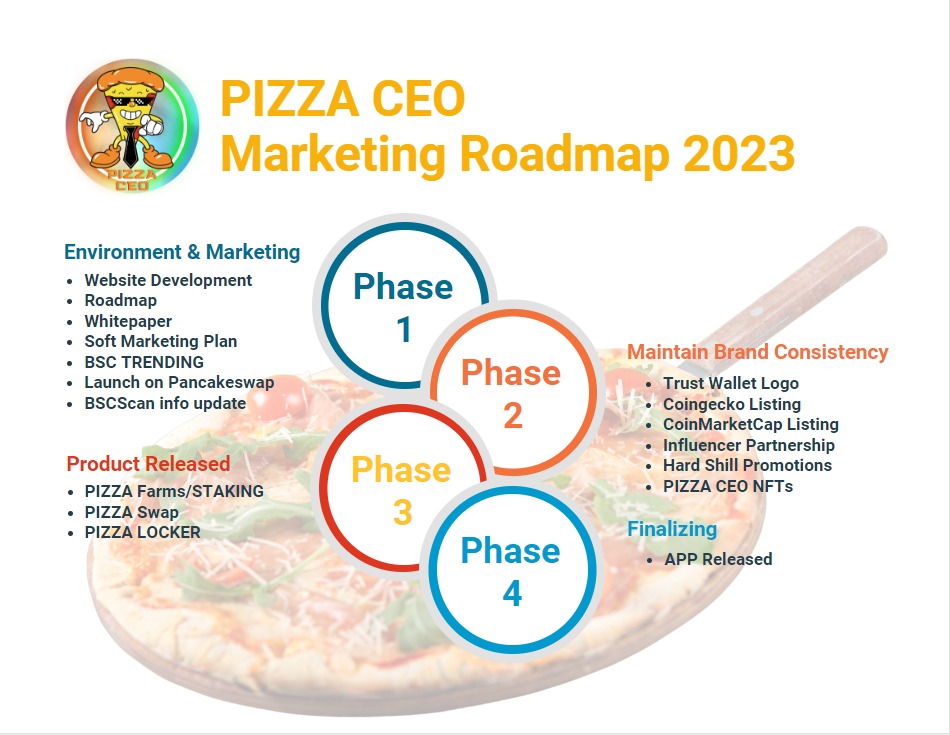 PIZZA CEO
Marketing Roadmap 2023
PIZZA
CEO
Environment & Marketing
Website Development
Roadmap
Whitepaper
Soft Marketing Plan
BSC TRENDING
Launch on Pancakeswap
BSCScan info update
Phase
1
Phase
2
Maintain Brand Consistency
Trust Wallet Logo
Coingecko Listing
CoinMarketCap Listing
Influencer Partnership
Hard Shill Promotions
PIZZA CEO NFTs
Product Released
PIZZA Farms/STAKING
PIZZA Swap
PIZZA LOCKER
Phase
3
Phase
4
Finalizing
APP Released